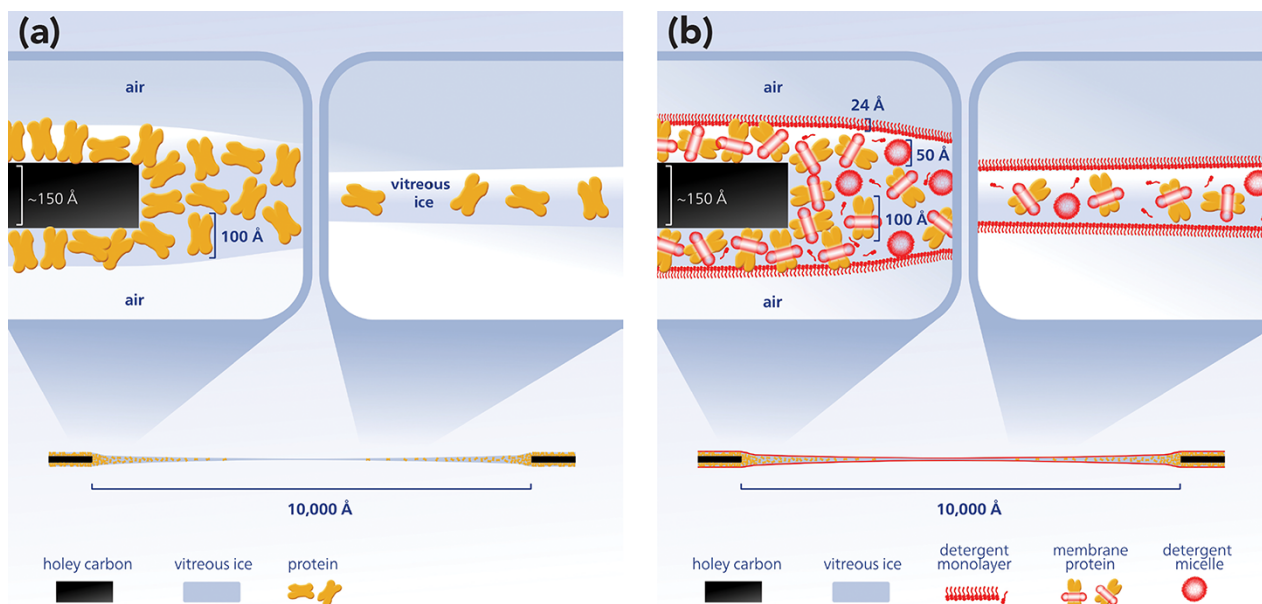 (a)
air
~150 Å
100 Å
air
vitreous
ice
10,000 Å
holey carbon
vitreous ice
protein
(b)
air
24 Å
50 Å
~150 Å
100 Å
air
10,000 Å
holey carbon
vitreous ice
detergent
monolayer
membrane
protein
detergent
micelle